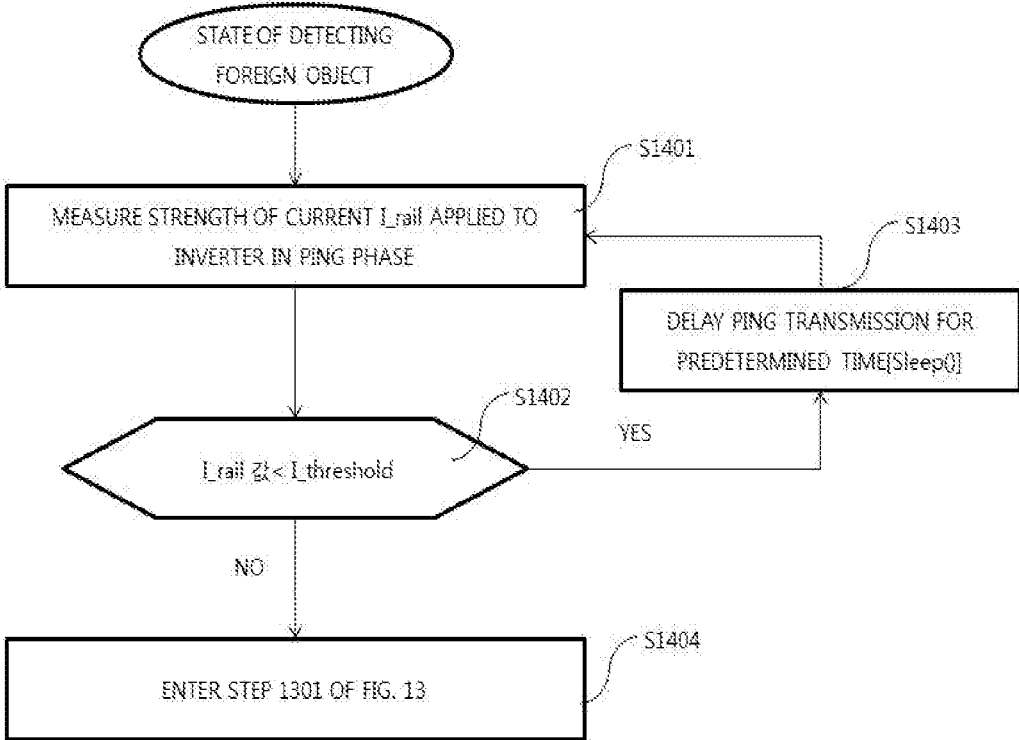 STATE OF DETECTING
FOREIGN OBJECT
S1401
MEASURE STRENGTH OF CURRENT I_rail APPLIED TO
INVERTER IN PING PHASE
S1403
DELAY PING TRANSMISSION FOR
PREDETERMINED TIME[Sleep()]
S1402
I_rail 값< I_threshold
YES
NO
S1404
ENTER STEP 1301 OF FIG. 13